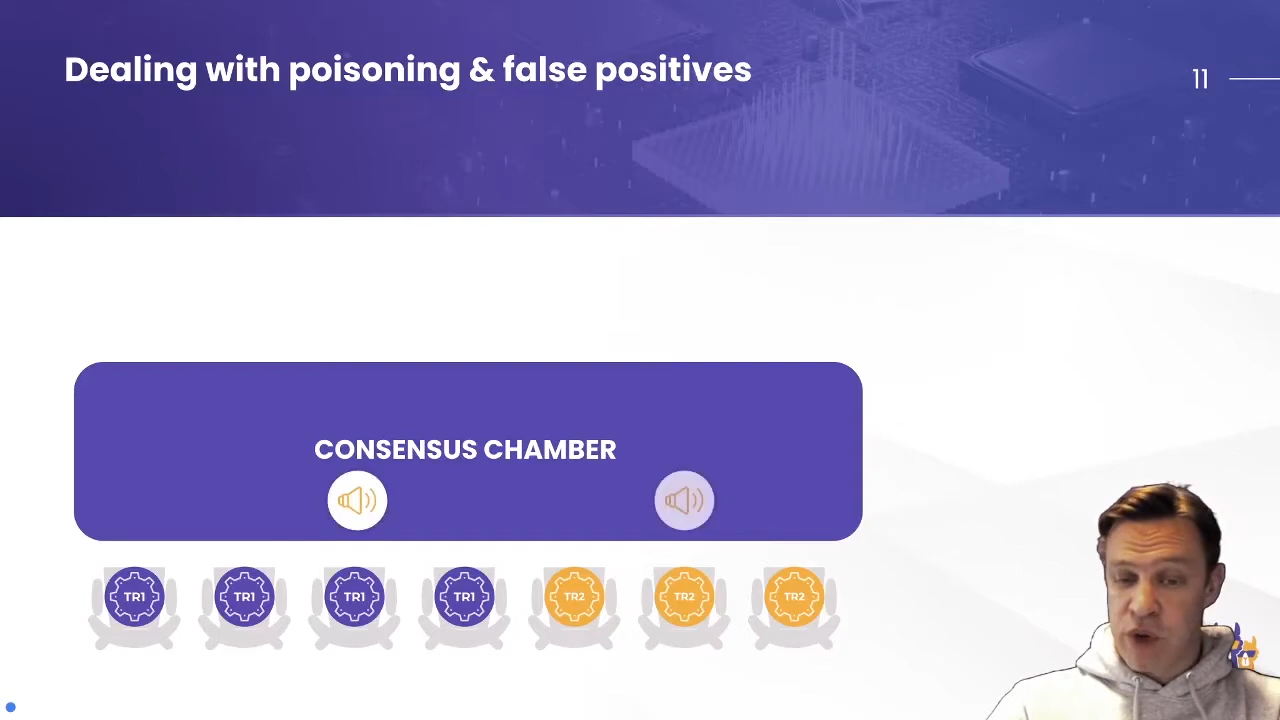 Dealing with poisoning & false positives
11
CONSENSUS CHAMBER
TR1 TR1 TR1 TR1 TR2 TR2 TR2